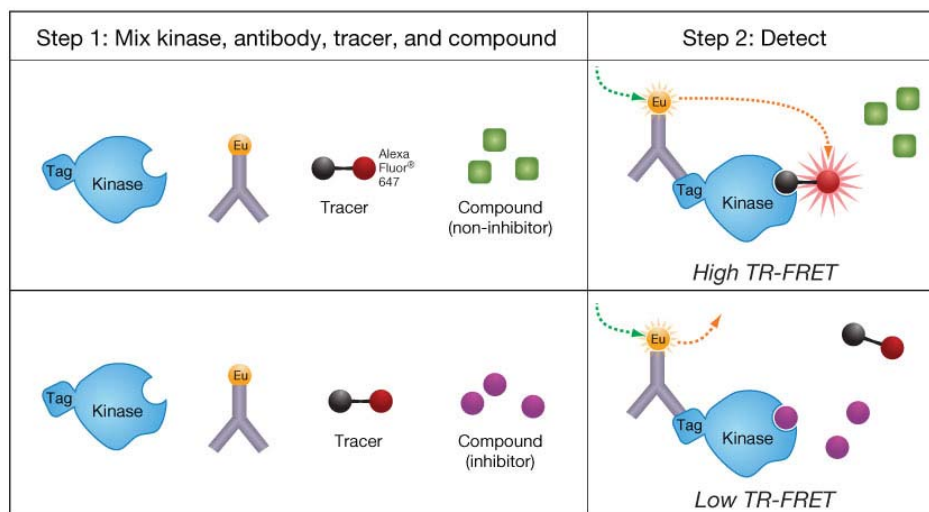 Step 1: Mix kinase, antibody, tracer, and compound
Step 2: Detect
Tag
Kinase
Eu
Alexa
Fluor®
647
Tracer
Compound
(non-inhibitor)
Eu
Tag
Kinase
High TR-FRET
Tag
Kinase
Eu
Tracer
Compound
(inhibitor)
Eu
Tag
Kinase
Low TR-FRET